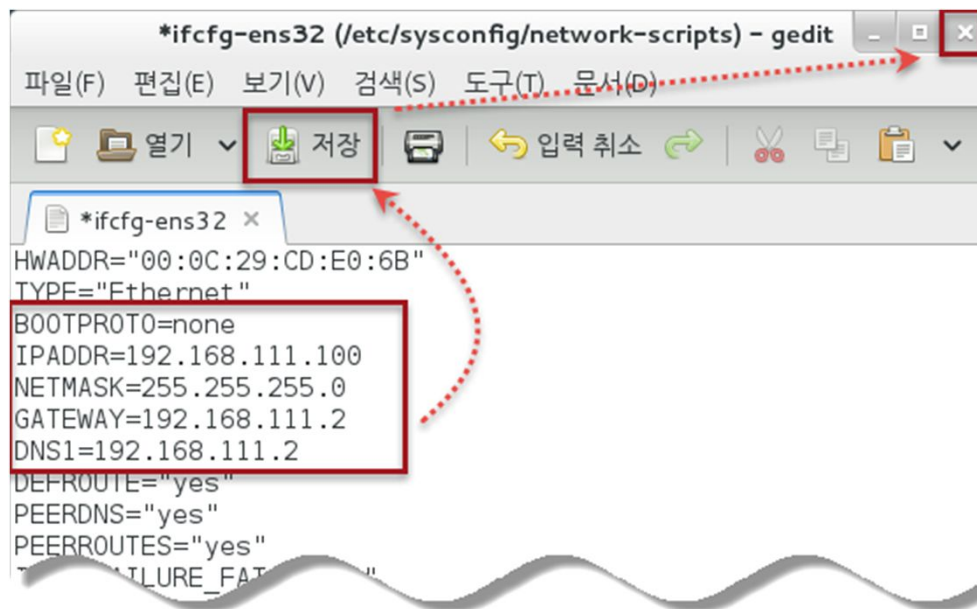 *ifcfg-ens32 (/etc/sysconfig/network-scripts) - gedit
파일(F) 편집(E) 보기(V) 검색(S) 도구(T) 문서(D)
열기 저장 입력 취소
*ifcfg-ens32
HWADDR="00:0C:29:CD:E0:6B"
TYPE="Ethernet"
BOOTPROTO=none
IPADDR=192.168.111.100
NETMASK=255.255.255.0
GATEWAY=192.168.111.2
DNS1=192.168.111.2
DEFROUTE="yes"
PEERDNS="yes"
PEERROUTES="yes"